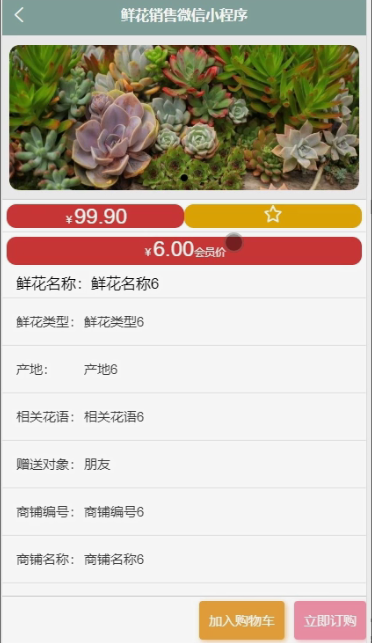 鲜花销售微信小程序
¥99.90
¥6.00会员价
鲜花名称：鲜花名称6
鲜花类型：鲜花类型6
产地：产地6
相关花语：相关花语6
赠送对象：朋友
商铺编号：商铺编号6
商铺名称：商铺名称6
加入购物车 立即订购